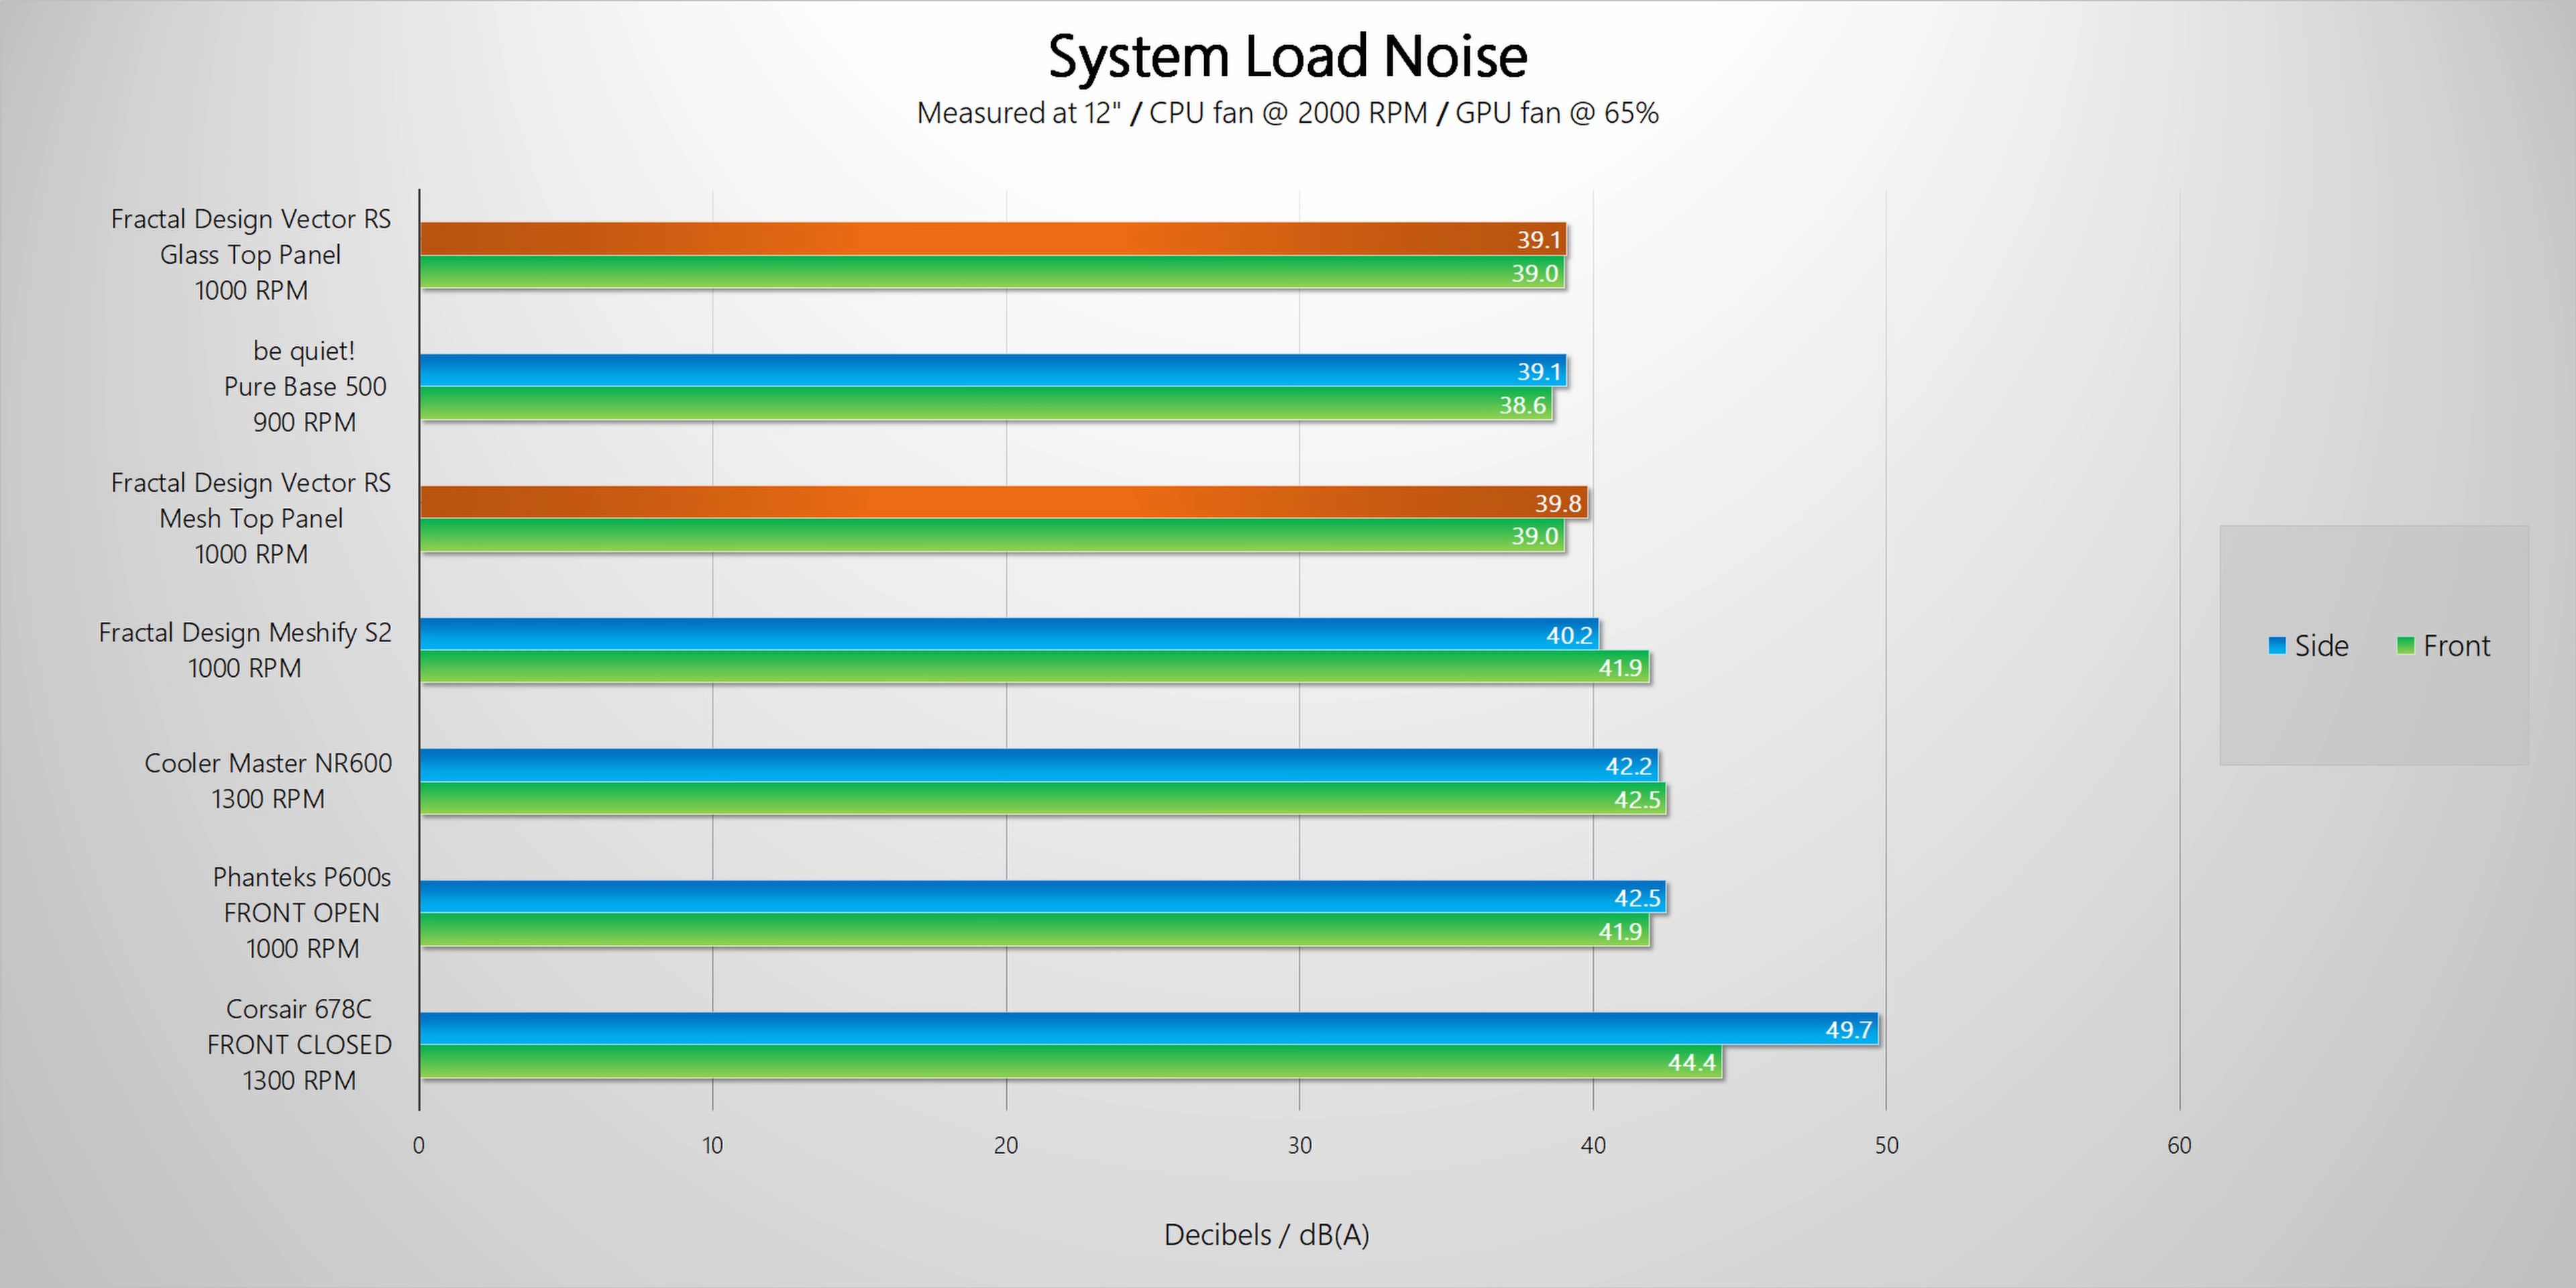 System Load Noise
Measured at 12" / CPU fan @ 2000 RPM / GPU fan @ 65%
Fractal Design Vector RS
Glass Top Panel
1000 RPM
39.1
39.0
be quiet!
Pure Base 500
900 RPM
39.1
38.6
Fractal Design Vector RS
Mesh Top Panel
1000 RPM
39.8
39.0
Fractal Design Meshify S2
1000 RPM
40.2
41.9
Cooler Master NR600
1300 RPM
42.2
42.5
Phanteks P600s
FRONT OPEN
1000 RPM
42.5
41.9
Corsair 678C
FRONT CLOSED
1300 RPM
49.7
44.4
Side Front
0 10 20 30 40 50 60
Decibels / dB(A)